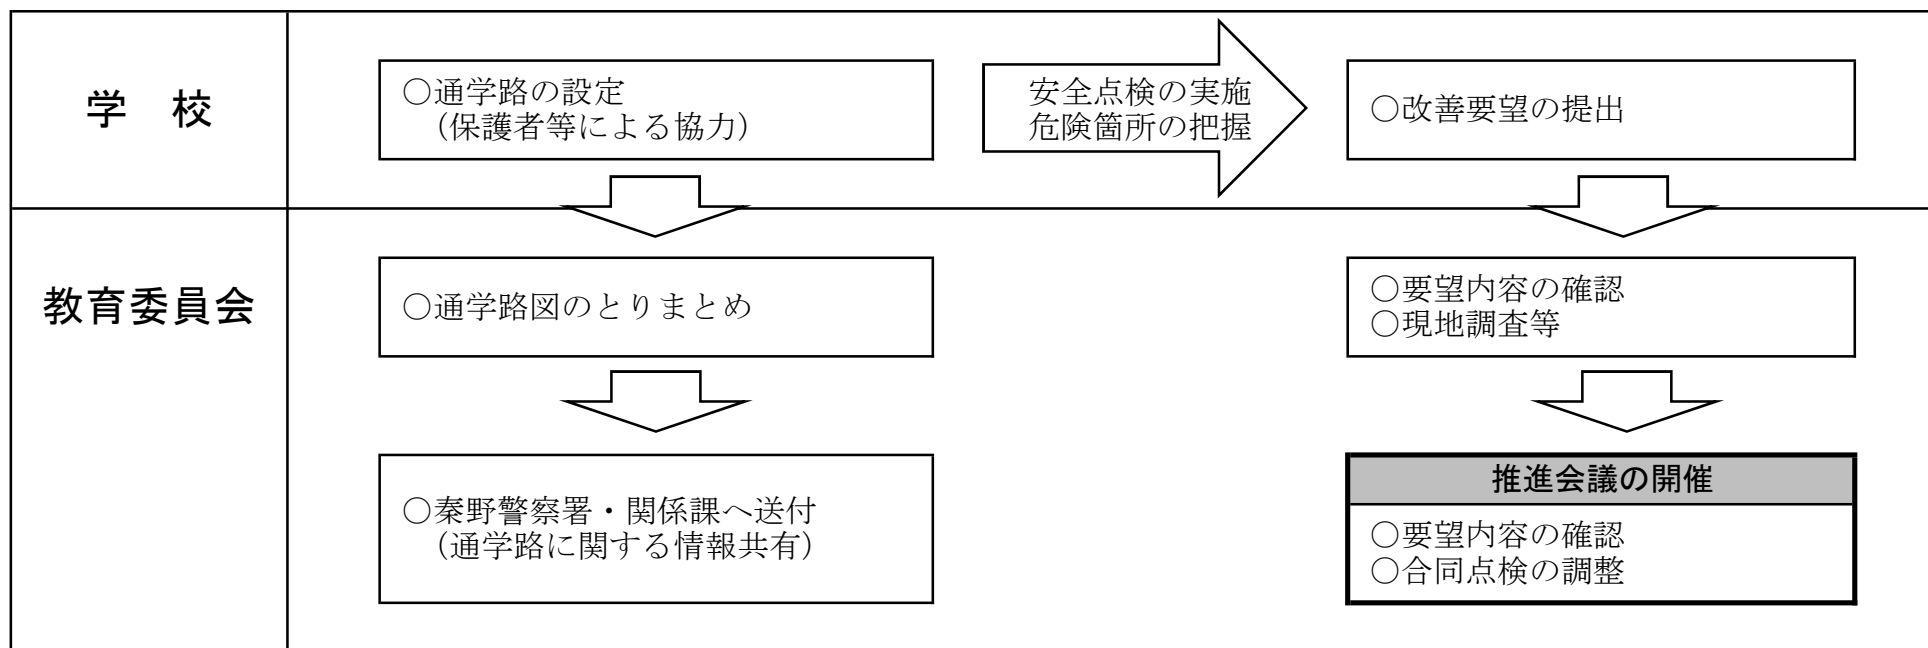 学　校
○通学路の設定
（保護者等による協力）
安全点検の実施
危険箇所の把握
○改善要望の提出
教育委員会
○通学路図のとりまとめ
○要望内容の確認
○現地調査等
○秦野警察署・関係課へ送付
（通学路に関する情報共有）
推進会議の開催
○要望内容の確認
○合同点検の調整